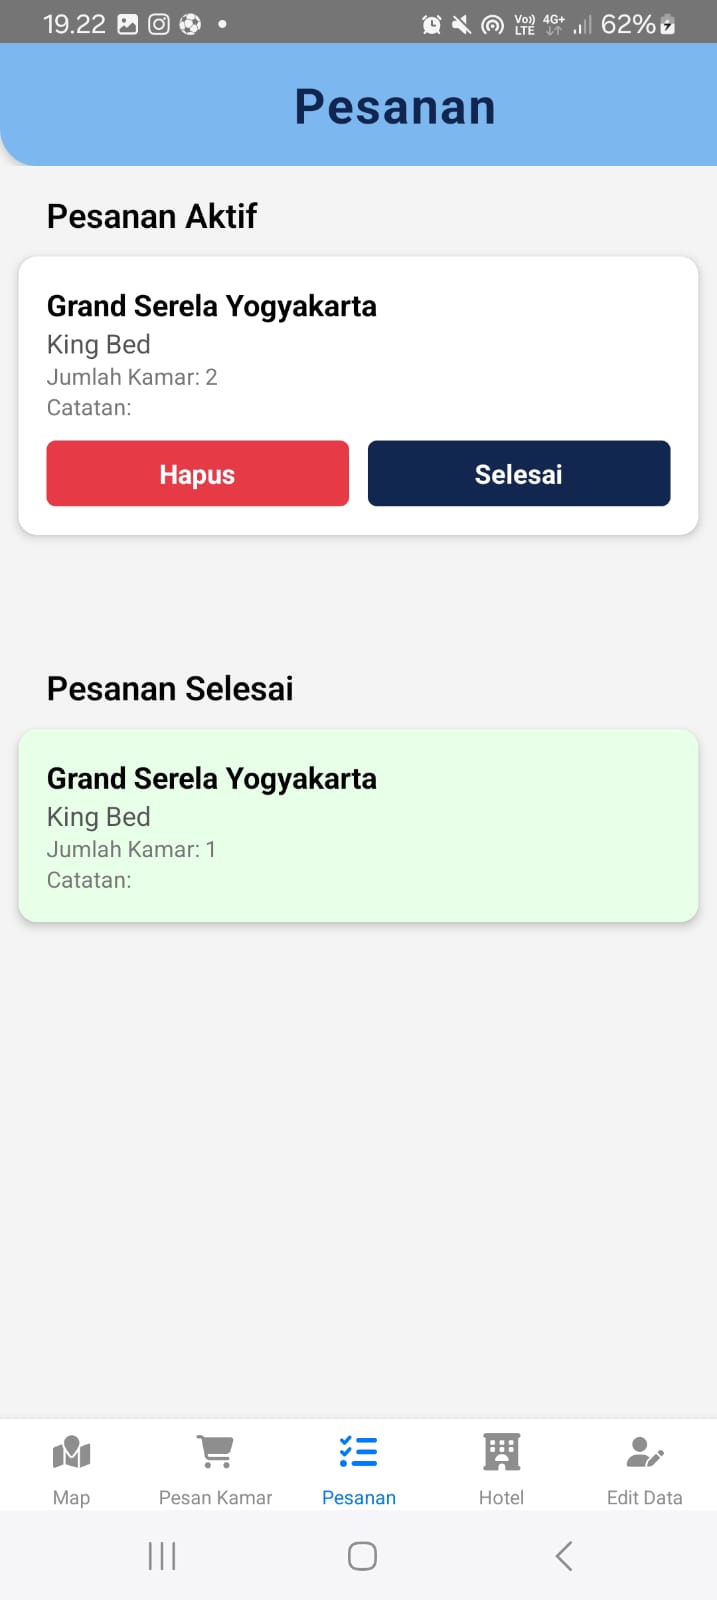 19.22
Vo)) LTE 4G+ 62%
Pesanan
Pesanan Aktif
Grand Serela Yogyakarta
King Bed
Jumlah Kamar: 2
Catatan:
Hapus Selesai
Pesanan Selesai
Grand Serela Yogyakarta
King Bed
Jumlah Kamar: 1
Catatan:
Map Pesan Kamar Pesanan Hotel Edit Data